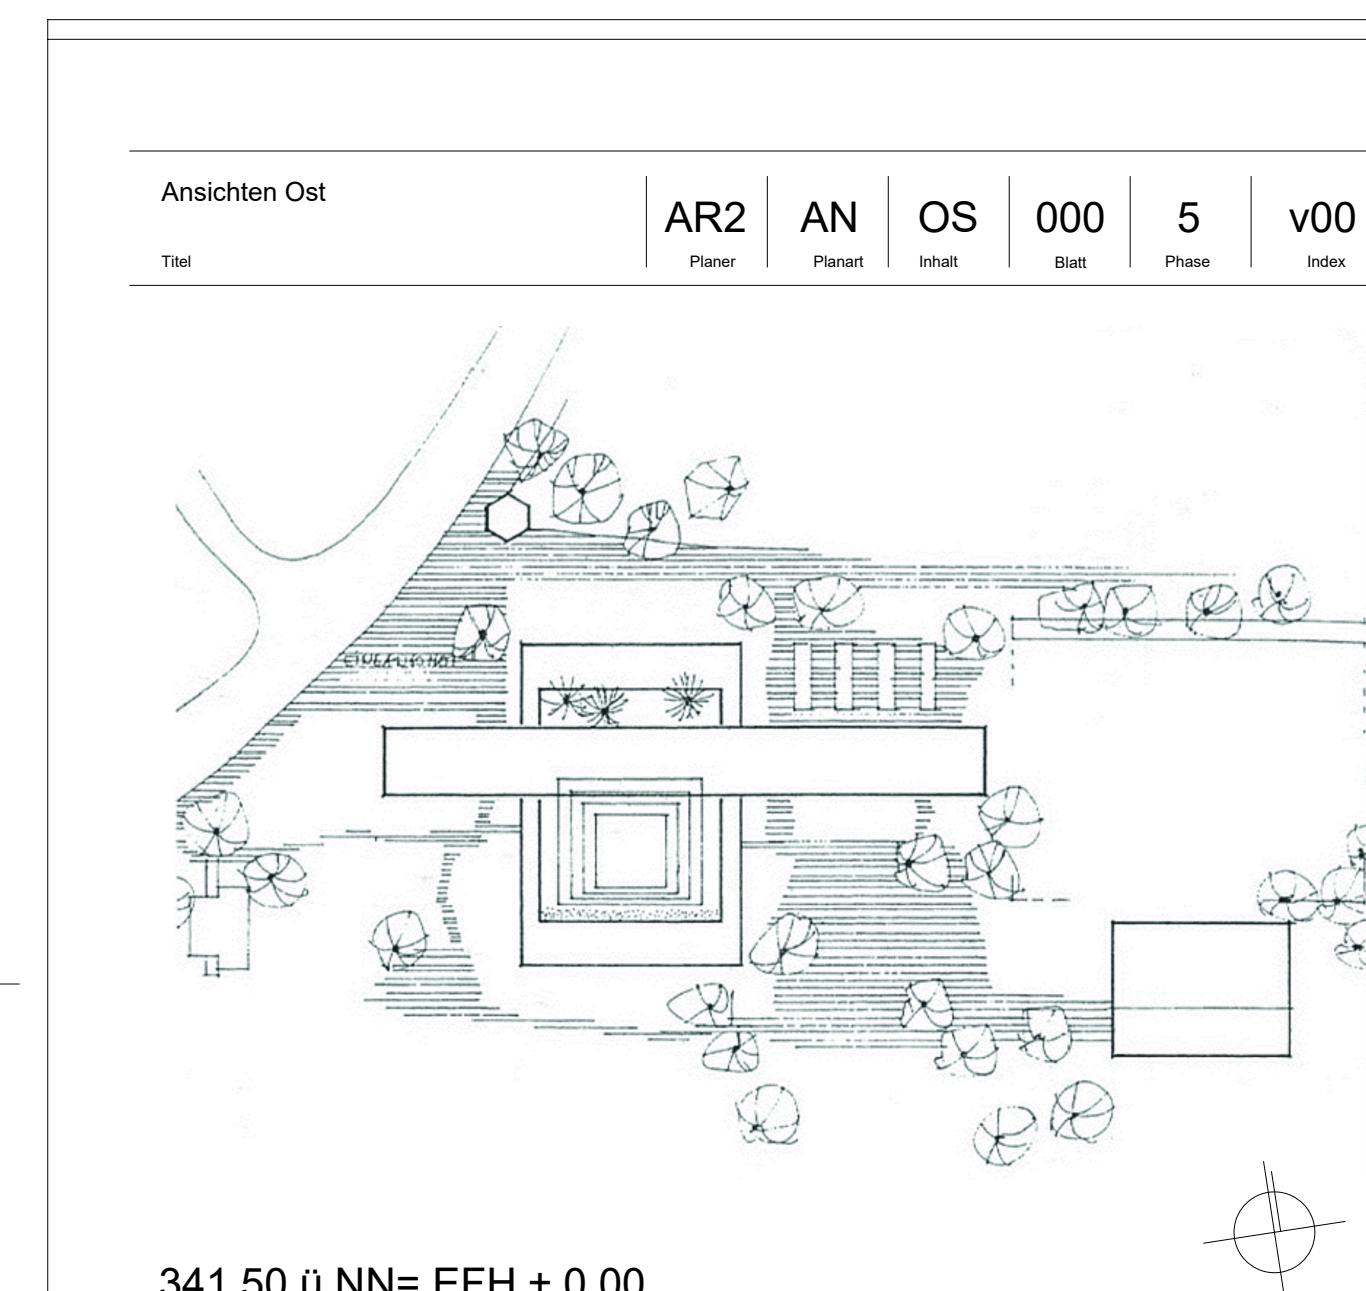 Ansichten Ost
AR2 AN OS 000 5 v00
Titel Planer Planart Inhalt Blatt Phase Index
341.50 ü NN= EFH ± 0.00